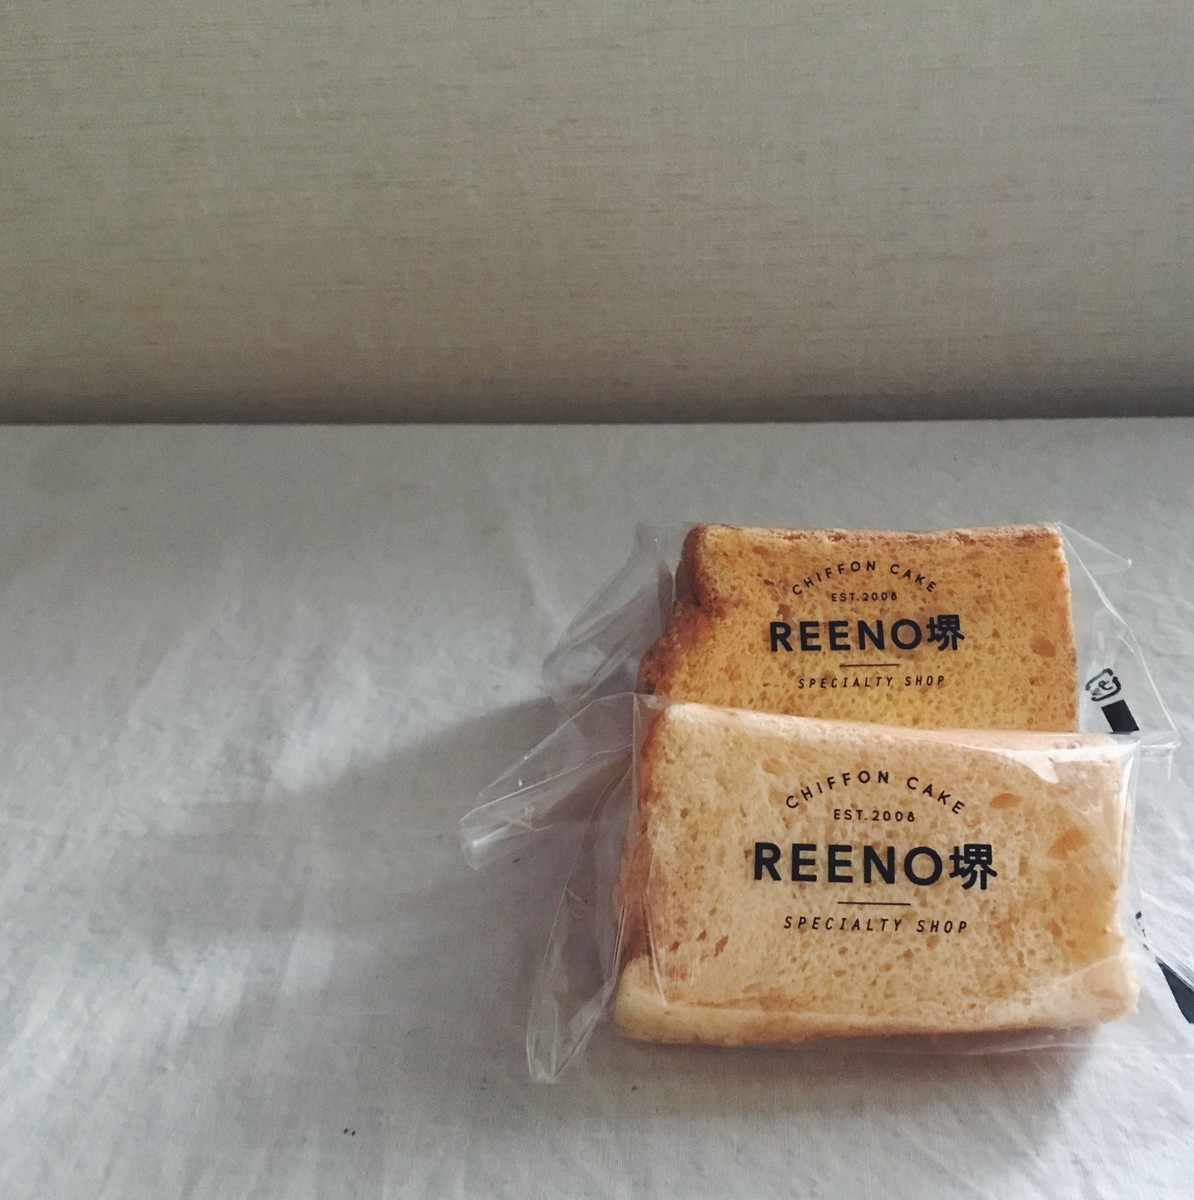 CHIFFON CAKE
EST.2008
REENO堺
SPECIALTY SHOP
CHIFFON CAKE
EST.2008
REENO堺
SPECIALTY SHOP